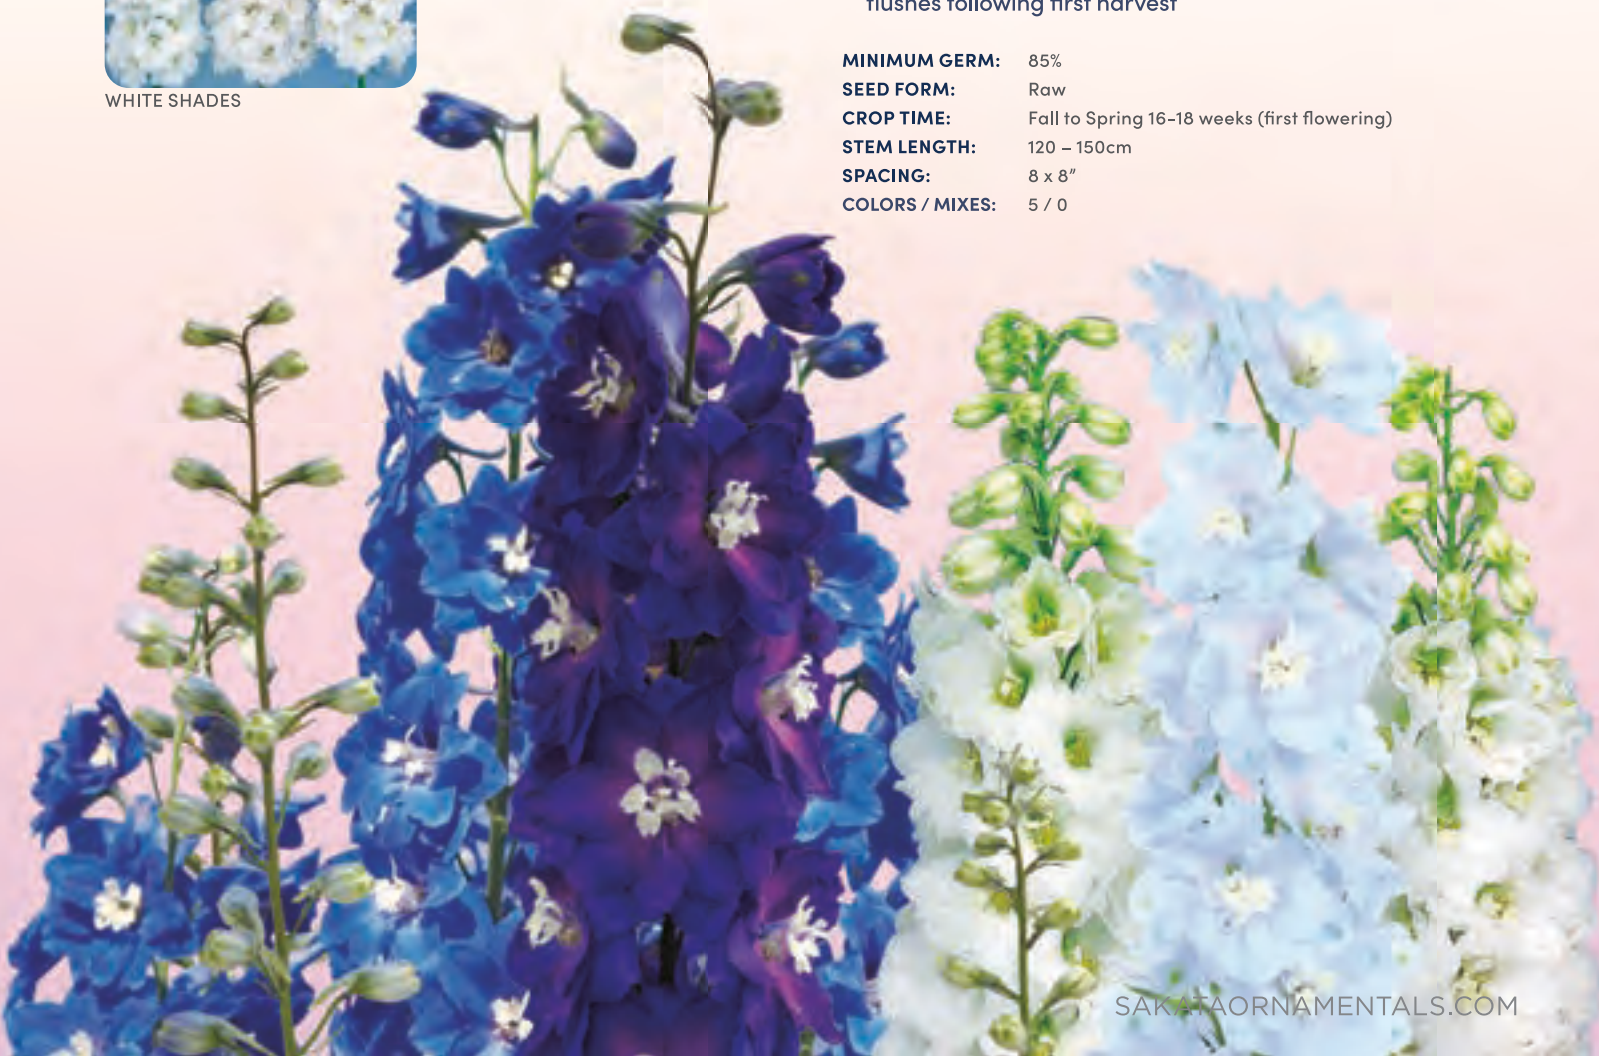 flushes following first harvest
WHITE SHADES
MINIMUM GERM: 85%
SEED FORM: Raw
CROP TIME: Fall to Spring 16-18 weeks (first flowering)
STEM LENGTH: 120 – 150cm
SPACING: 8 x 8”
COLORS / MIXES: 5 / 0
SAKATAORNAMENTALS.COM